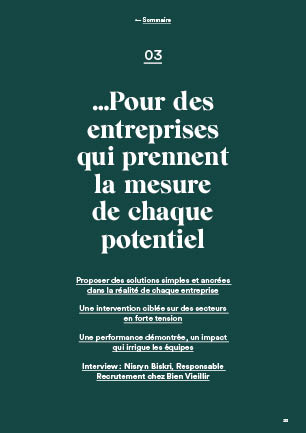 ← Sommaire
03
...Pour des
entreprises
qui prennent
la mesure
de chaque
potentiel
Proposer des solutions simples et ancrées
dans la réalité de chaque entreprise
Une intervention ciblée sur des secteurs
en forte tension
Une performance démontrée, un impact
qui irrigue les équipes
Interview : Nisryn Biskri, Responsable
Recrutement chez Bien Vieillir